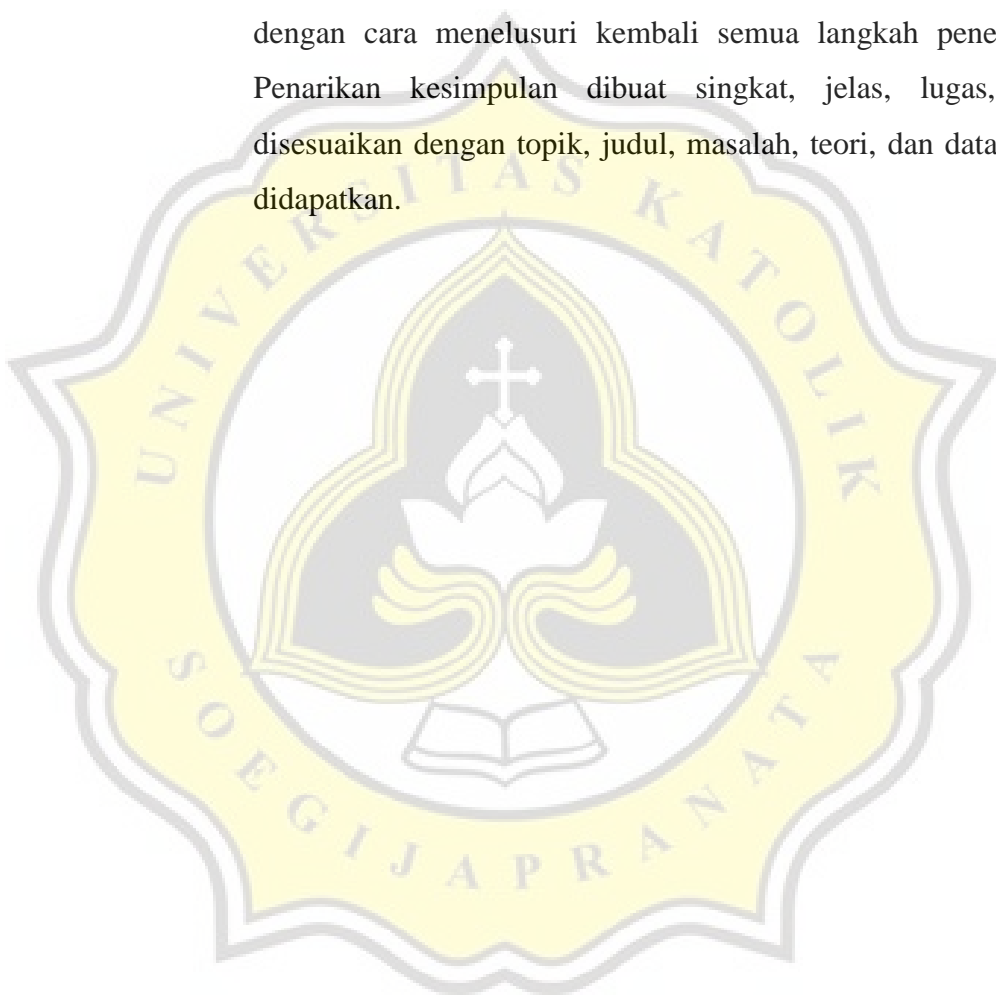 dengan cara menelusuri kembali semua langkah pene
Penarikan kesimpulan dibuat singkat, jelas, lugas,
disesuaikan dengan topik, judul, masalah, teori, dan data
didapatkan.
UNIVERSITAS KATOLIK
SOEGIJAPRANATA